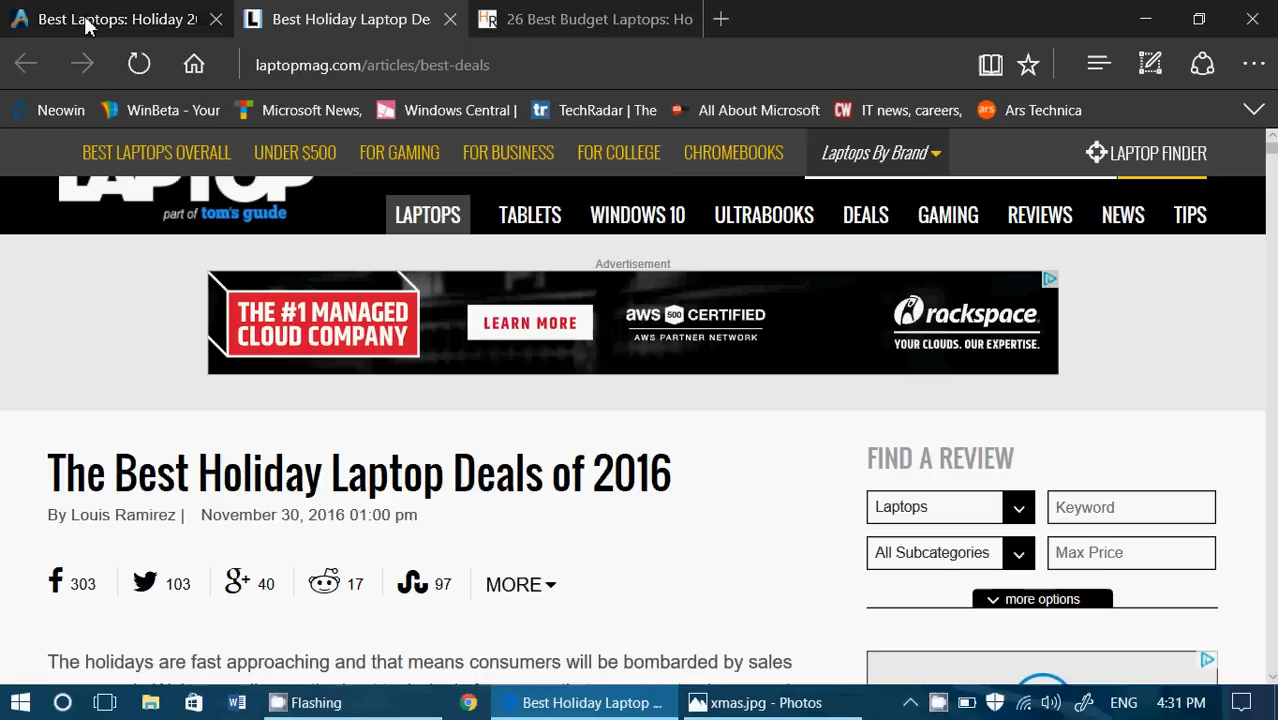 Best Laptops: Holiday 2
Best Holiday Laptop De
26 Best Budget Laptops: Ho
laptopmag.com/articles/best-deals
Neowin
WinBeta - Your
Microsoft News,
Windows Central |
TechRadar | The
All About Microsoft
IT news, careers,
Ars Technica
BEST LAPTOPS OVERALL
UNDER $500
FOR GAMING
FOR BUSINESS
FOR COLLEGE
CHROMEBOOKS
Laptops By Brand
LAPTOP FINDER
LAPTOP
part of tom's guide
LAPTOPS
TABLETS
WINDOWS 10
ULTRABOOKS
DEALS
GAMING
REVIEWS
NEWS
TIPS
Advertisement
THE #1 MANAGED
CLOUD COMPANY
LEARN MORE
aws 500 CERTIFIED
AWS PARTNER NETWORK
rackspace.
YOUR CLOUDS. OUR EXPERTISE.
The Best Holiday Laptop Deals of 2016
By Louis Ramirez | November 30, 2016 01:00 pm
303
103
40
17
97
MORE
FIND A REVIEW
Laptops
Keyword
All Subcategories
Max Price
more options
The holidays are fast approaching and that means consumers will be bombarded by sales
Flashing
Best Holiday Laptop ...
xmas.jpg - Photos
ENG
4:31 PM